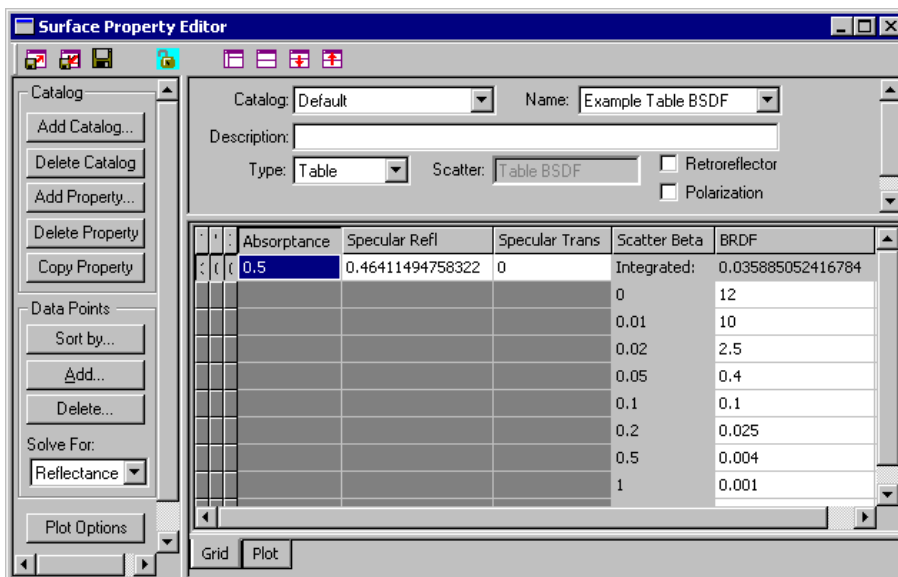 Surface Property Editor
Catalog
Add Catalog...
Delete Catalog
Add Property...
Delete Property
Copy Property
Data Points
Sort by...
Add...
Delete...
Solve For:
Reflectance
Plot Options
Catalog: Default Name: Example Table BSDF
Description:
Type: Table Scatter: Table BSDF Retroreflector
Polarization
Absorptance Specular Refl Specular Trans Scatter Beta BRDF
0.5 0.46411494758322 0 Integrated: 0.035885052416784
0 12
0.01 10
0.02 2.5
0.05 0.4
0.1 0.1
0.2 0.025
0.5 0.004
1 0.001
Grid Plot